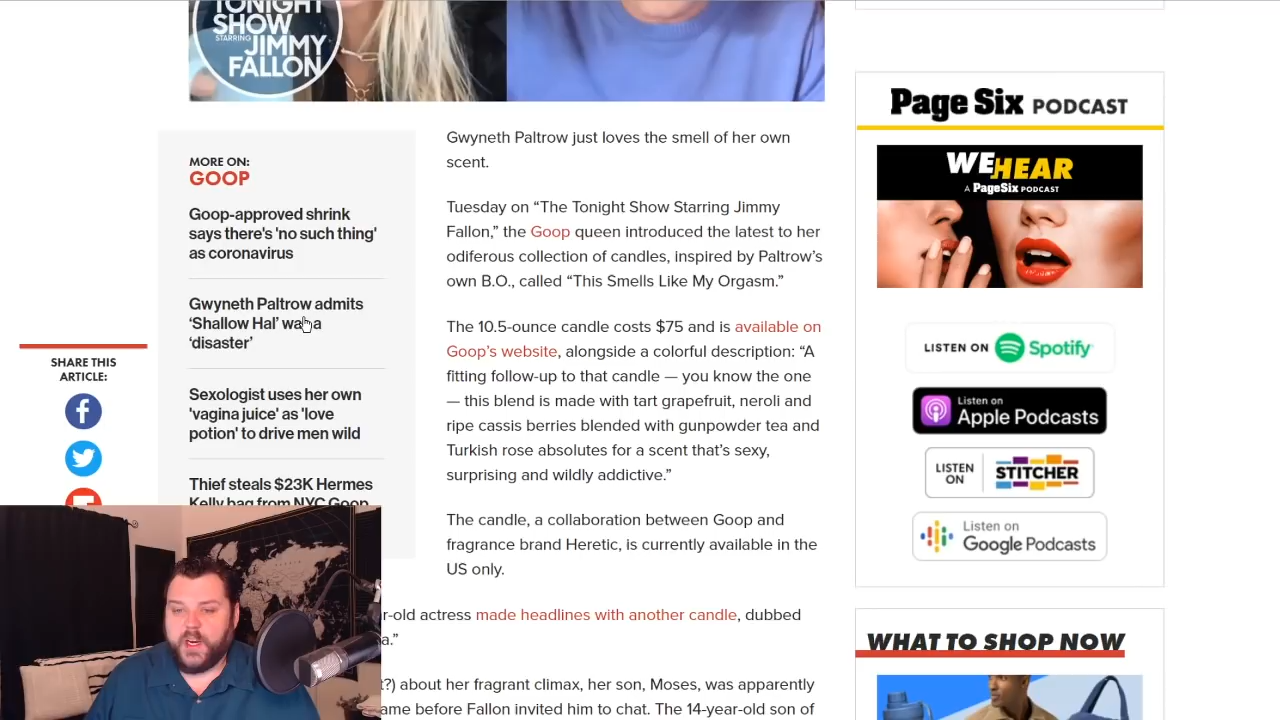 TONIGHT
SHOW
STARRING
JIMMY
FALLON
MORE ON:
GOOP
Goop-approved shrink
says there's 'no such thing'
as coronavirus
Gwyneth Paltrow admits
‘Shallow Hal’ was a
‘disaster’
Sexologist uses her own
'vagina juice' as 'love
potion' to drive men wild
Thief steals $23K Hermes
Kelly bag from NYC Goop
SHARE THIS
ARTICLE:
Gwyneth Paltrow just loves the smell of her own
scent.
Tuesday on “The Tonight Show Starring Jimmy
Fallon,” the Goop queen introduced the latest to her
odiferous collection of candles, inspired by Paltrow’s
own B.O., called “This Smells Like My Orgasm.”
The 10.5-ounce candle costs $75 and is available on
Goop’s website, alongside a colorful description: “A
fitting follow-up to that candle — you know the one
— this blend is made with tart grapefruit, neroli and
ripe cassis berries blended with gunpowder tea and
Turkish rose absolutes for a scent that’s sexy,
surprising and wildly addictive.”
The candle, a collaboration between Goop and
fragrance brand Heretic, is currently available in the
US only.
r-old actress made headlines with another candle, dubbed
a.”
t?) about her fragrant climax, her son, Moses, was apparently
ame before Fallon invited him to chat. The 14-year-old son of
Page Six PODCAST
WE HEAR
A PageSix PODCAST
LISTEN ON Spotify
Listen on
Apple Podcasts
LISTEN
ON
STITCHER
Listen on
Google Podcasts
WHAT TO SHOP NOW